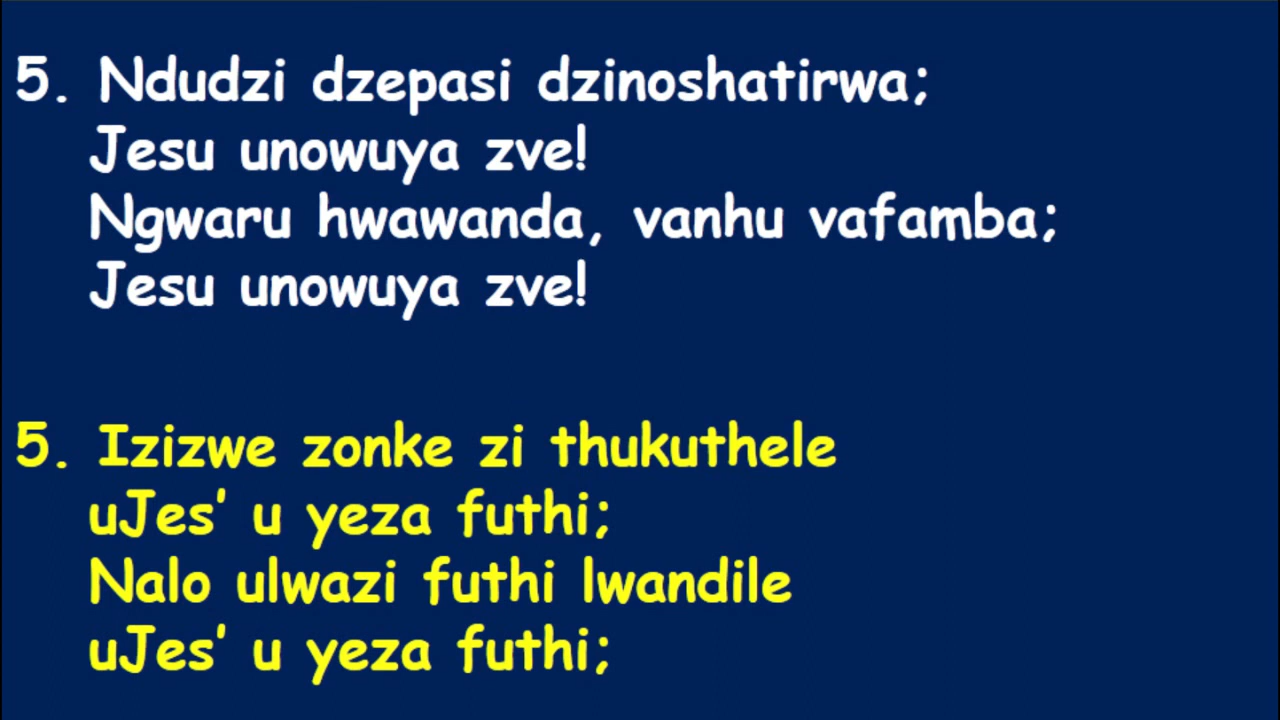 5. Ndudzi dzepasi dzinoshatirwa;
Jesu unowuya zve!
Ngwaru hwawanda, vanhu vafamba;
Jesu unowuya zve!
5. Izizwe zonke zi thukuthele
uJes’ u yeza futhi;
Nalo ulwazi futhi lwandile
uJes’ u yeza futhi;